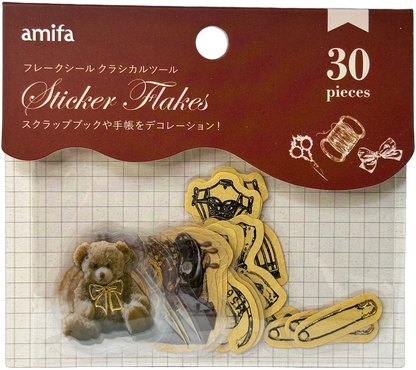 amifa
フレークシール クラシカルツール
Sticker Flakes
スクラップブックや手帳をデコレーション！
30
pieces